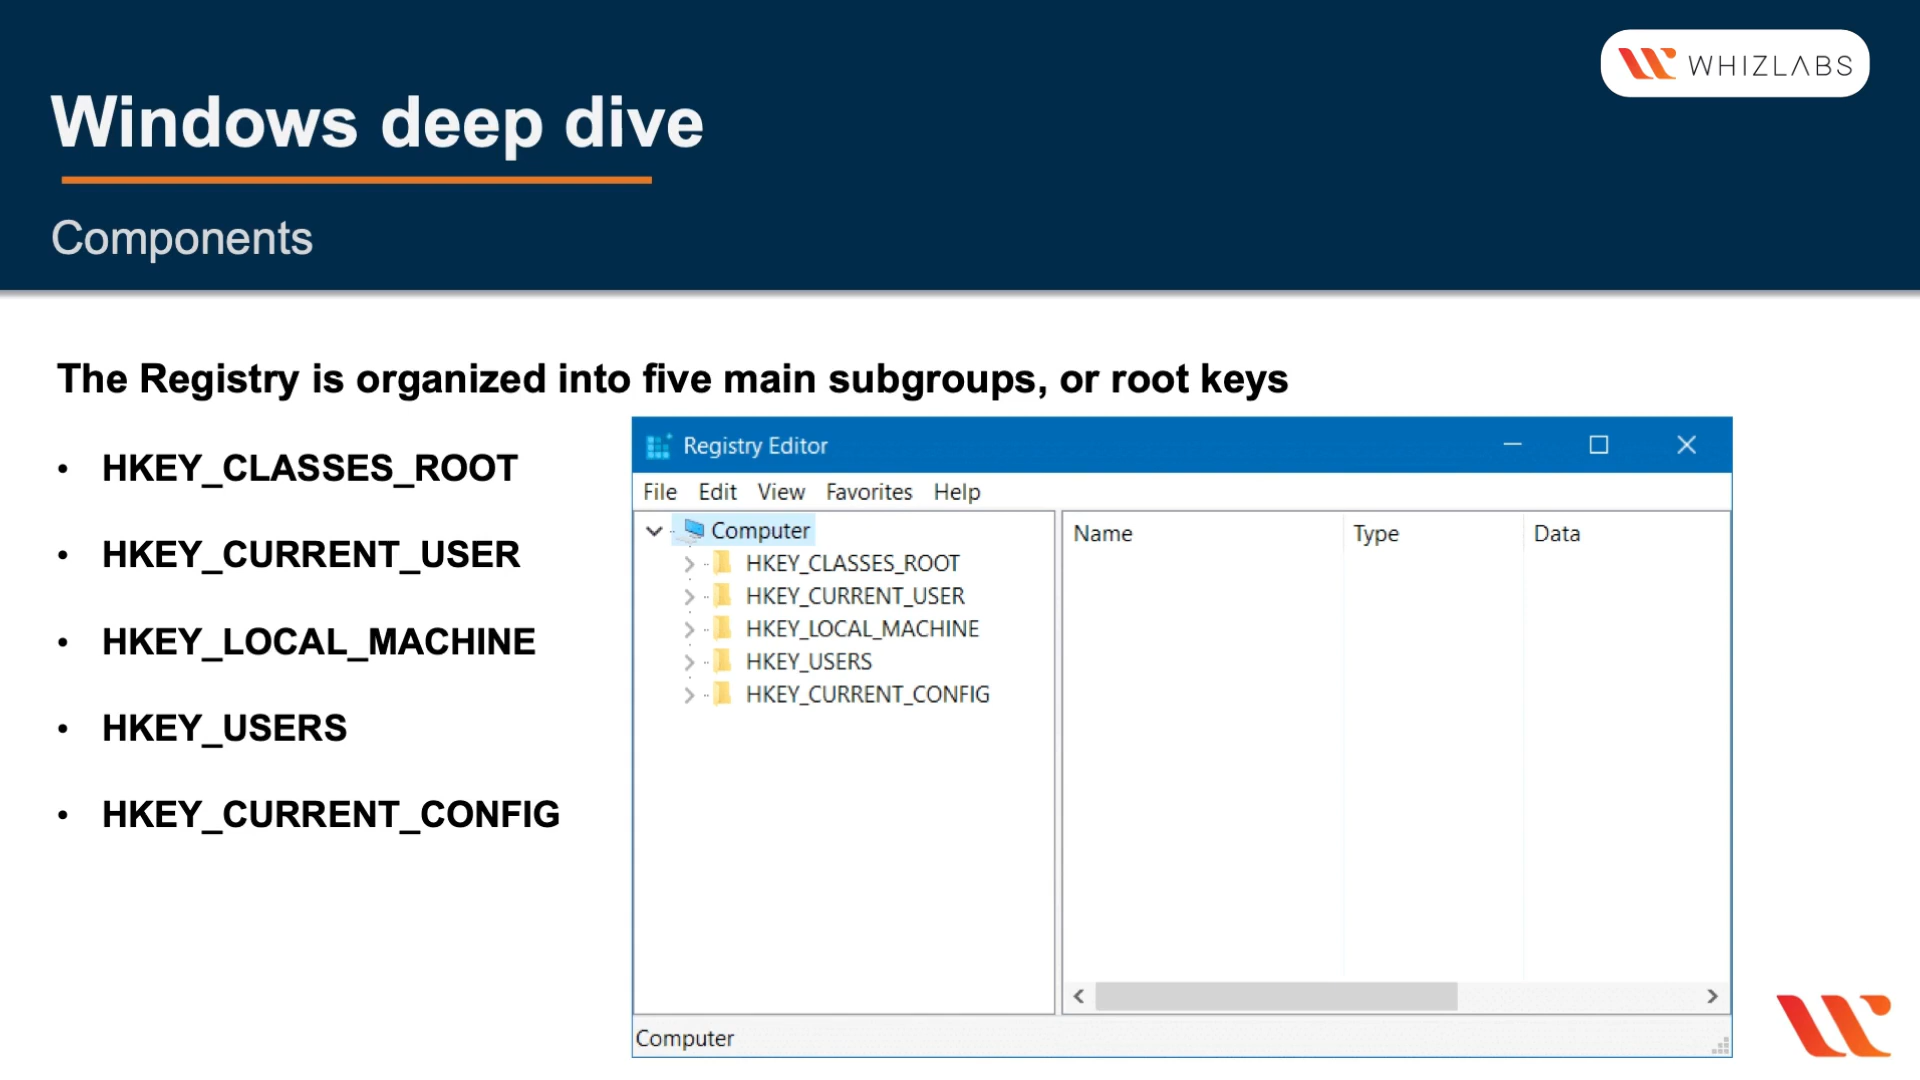 WHIZLABS
Windows deep dive
Components
The Registry is organized into five main subgroups, or root keys
• HKEY_CLASSES_ROOT
• HKEY_CURRENT_USER
• HKEY_LOCAL_MACHINE
• HKEY_USERS
• HKEY_CURRENT_CONFIG
Registry Editor
File Edit View Favorites Help
Computer
HKEY_CLASSES_ROOT
HKEY_CURRENT_USER
HKEY_LOCAL_MACHINE
HKEY_USERS
HKEY_CURRENT_CONFIG
Name Type Data
Computer